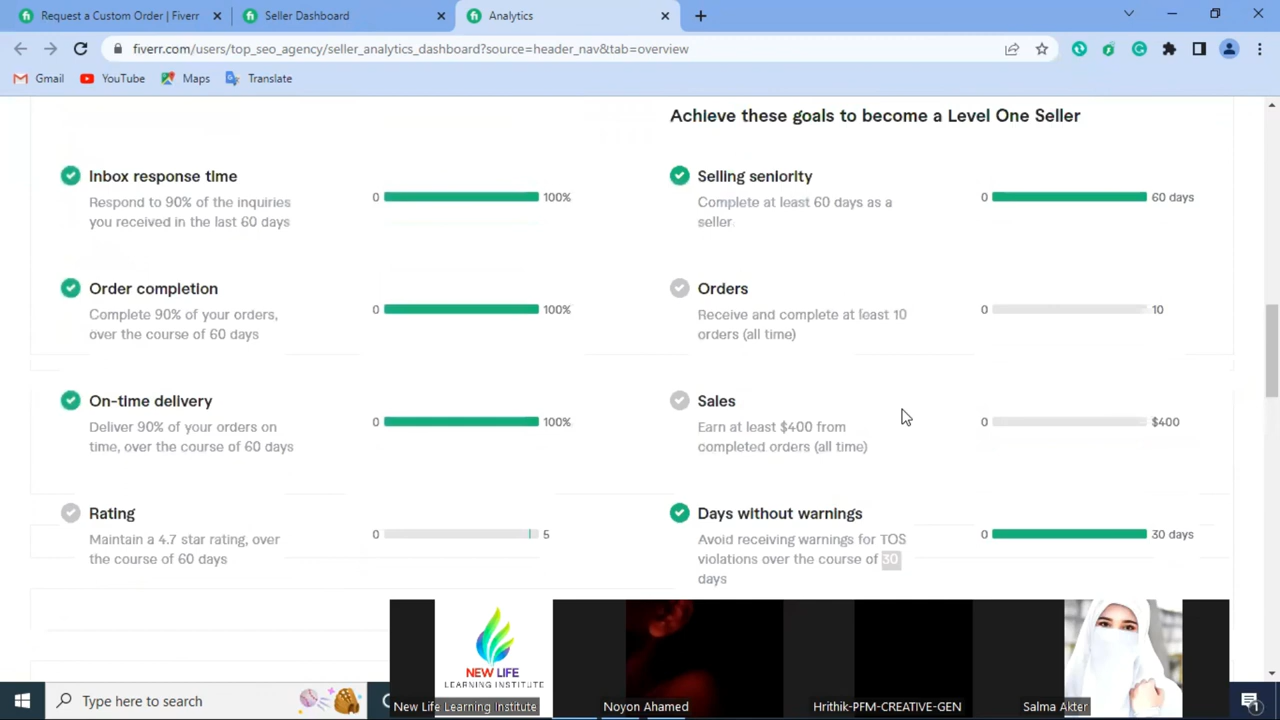 Request a Custom Order | Fiverr
Seller Dashboard
Analytics
fiverr.com/users/top_seo_agency/seller_analytics_dashboard?source=header_nav&tab=overview
Gmail
YouTube
Maps
Translate
Achieve these goals to become a Level One Seller
Inbox response time
Respond to 90% of the inquiries
you received in the last 60 days
0
100%
Selling seniority
Complete at least 60 days as a
seller.
0
60 days
Order completion
Complete 90% of your orders,
over the course of 60 days
0
100%
Orders
Receive and complete at least 10
orders (all time)
0
10
On-time delivery
Deliver 90% of your orders on
time, over the course of 60 days
0
100%
Sales
Earn at least $400 from
completed orders (all time)
0
$400
Rating
Maintain a 4.7 star rating, over
the course of 60 days
0
5
Days without warnings
Avoid receiving warnings for TOS
violations over the course of 30
days
0
30 days
NEW LIFE
LEARNING INSTITUTE
New Life Learning Institute
Noyon Ahamed
Hrithik-PFM-CREATIVE-GEN
Salma Akter
Type here to search
1